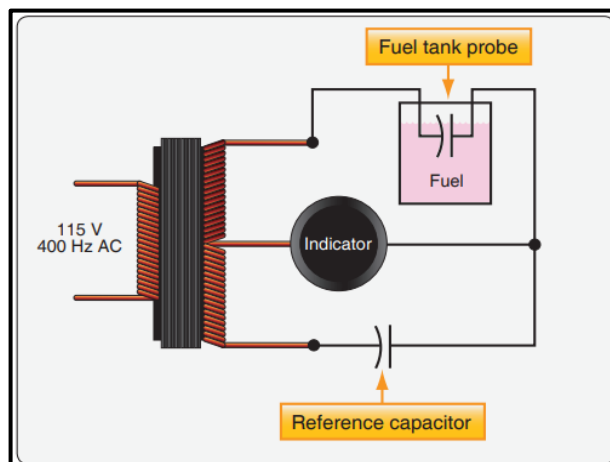 Fuel tank probe
Fuel
115 V
400 Hz AC
Indicator
Reference capacitor